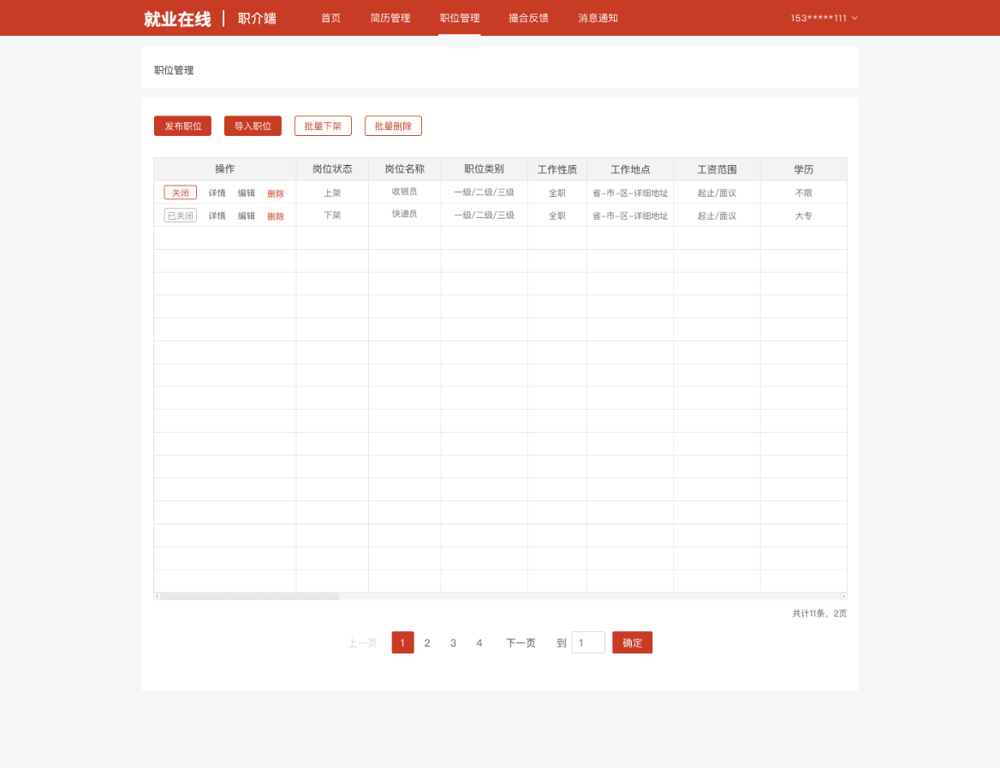 就业在线 职介端 首页 简历管理 职位管理 撮合反馈 消息通知 153*****111
职位管理
发布职位 导入职位 批量下架 批量删除
操作 岗位状态 岗位名称 职位类别 工作性质 工作地点 工资范围 学历
关闭 详情 编辑 删除 上架 收银员 一级/二级/三级 全职 省-市-区-详细地址 起止/面议 不限
已关闭 详情 编辑 删除 下架 快递员 一级/二级/三级 全职 省-市-区-详细地址 起止/面议 大专
共计11条，2页
上一页 1 2 3 4 下一页 到 1 确定